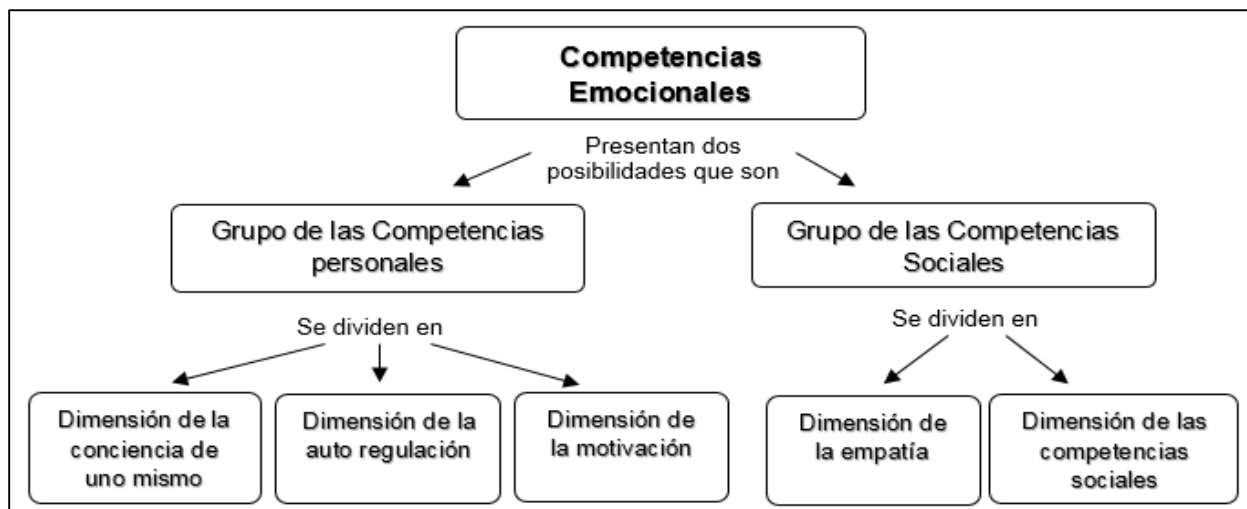 Competencias
Emocionales
Presentan dos
posibilidades que son
Grupo de las Competencias
personales
Grupo de las Competencias
Sociales
Se dividen en
Se dividen en
Dimensión de la
conciencia de
uno mismo
Dimensión de la
auto regulación
Dimensión de
la motivación
Dimensión de
la empatía
Dimensión de las
competencias
sociales